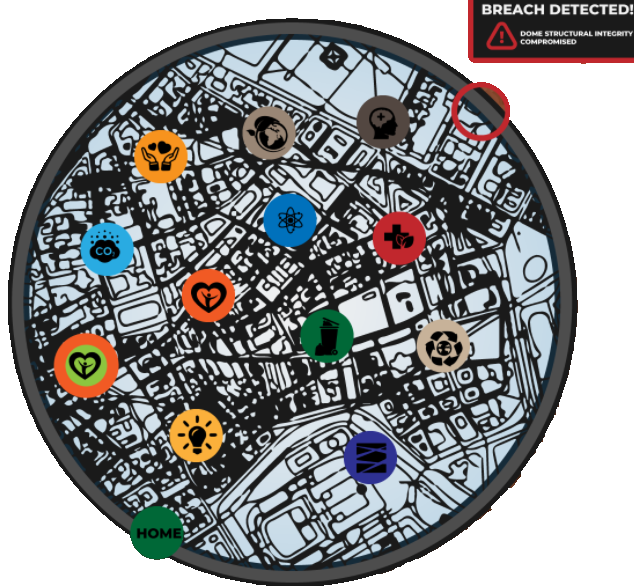 BREACH DETECTED!
DOME STRUCTURAL INTEGRITY
COMPROMISED
CO₂
HOME